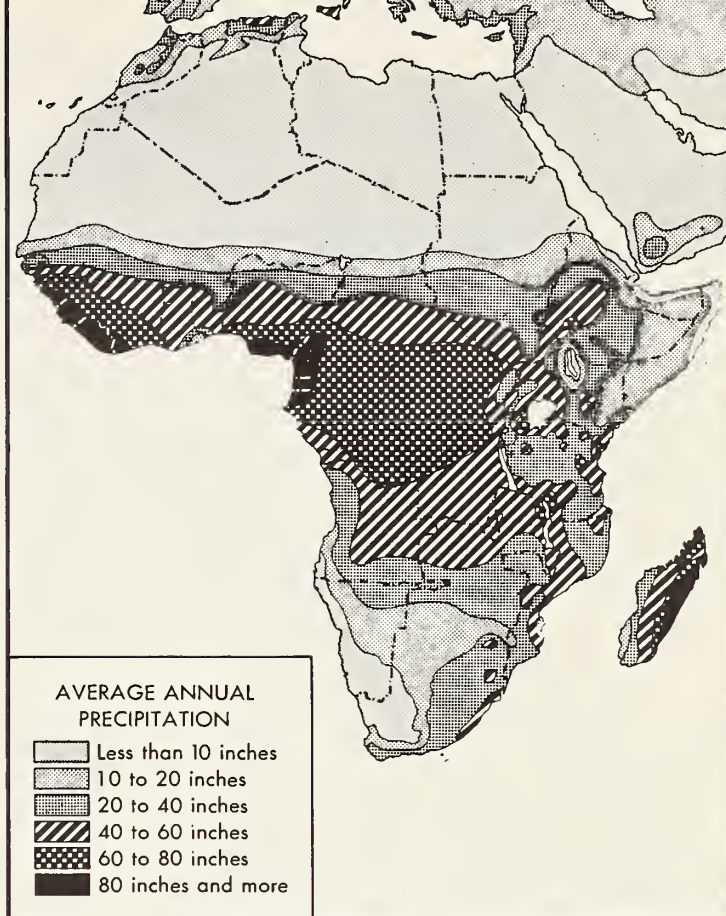 AVERAGE ANNUAL
PRECIPITATION
Less than 10 inches
10 to 20 inches
20 to 40 inches
40 to 60 inches
60 to 80 inches
80 inches and more